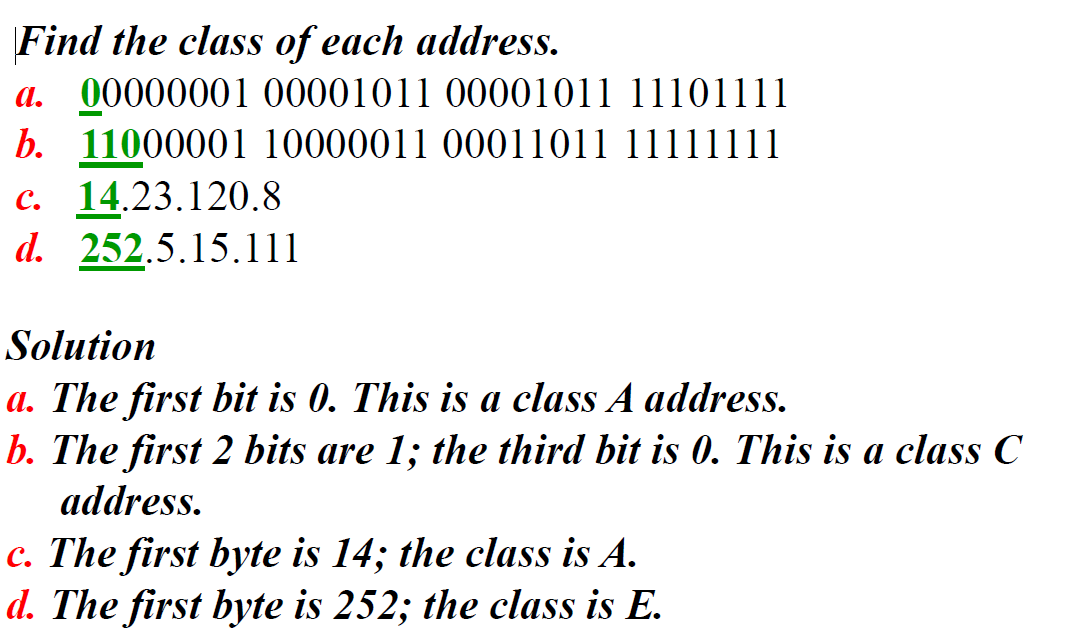 Find the class of each address.
a. 00000001 00001011 00001011 11101111
b. 11000001 10000011 00011011 11111111
c. 14.23.120.8
d. 252.5.15.111
Solution
a. The first bit is 0. This is a class A address.
b. The first 2 bits are 1; the third bit is 0. This is a class C
address.
c. The first byte is 14; the class is A.
d. The first byte is 252; the class is E.